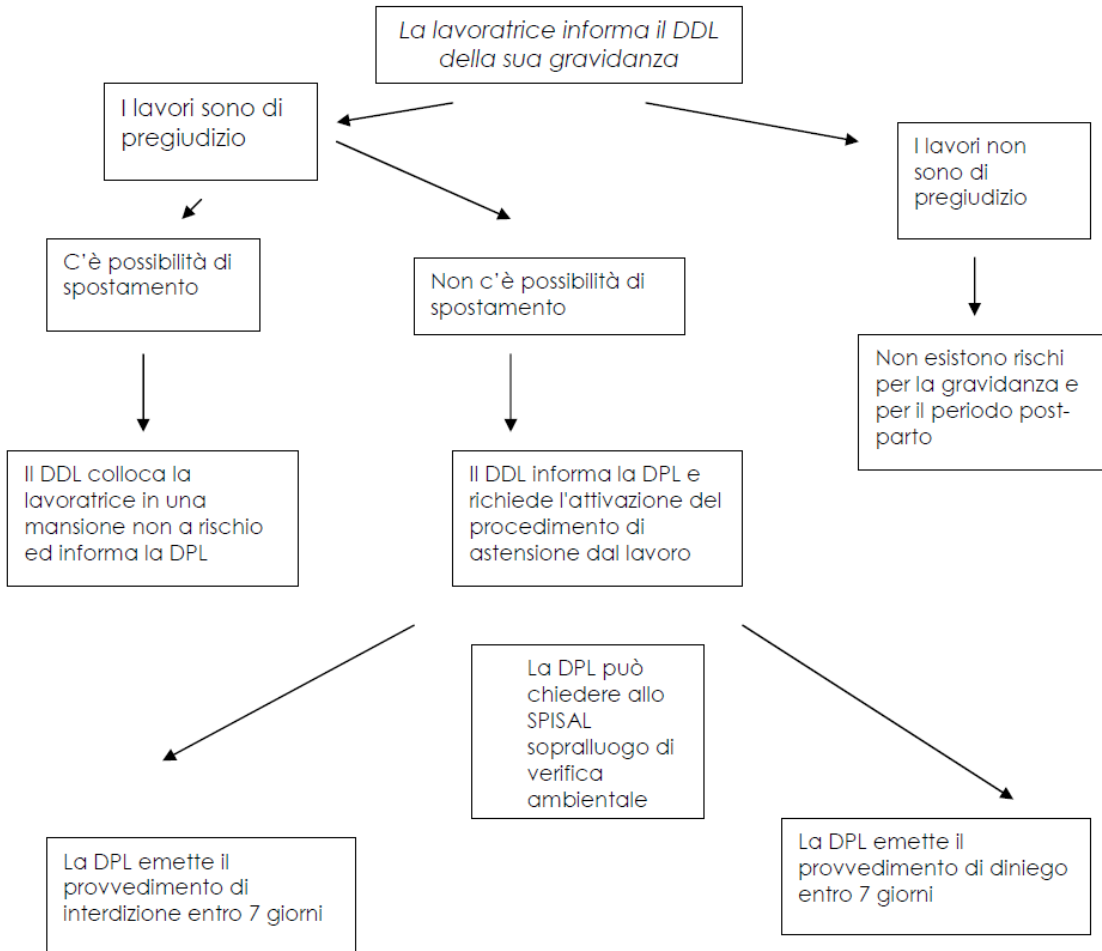 La lavoratrice informa il DDL
della sua gravidanza
I lavori sono di
pregiudizio
I lavori non
sono di
pregiudizio
C'è possibilità di
spostamento
Non c'è possibilità di
spostamento
Non esistono rischi
per la gravidanza e
per il periodo post-
parto
Il DDL colloca la
lavoratrice in una
mansione non a rischio
ed informa la DPL
Il DDL informa la DPL e
richiede l'attivazione del
procedimento di
astensione dal lavoro
La DPL può
chiedere allo
SPISAL
sopralluogo di
verifica
ambientale
La DPL emette il
provvedimento di
interdizione entro 7 giorni
La DPL emette il
provvedimento di diniego
entro 7 giorni